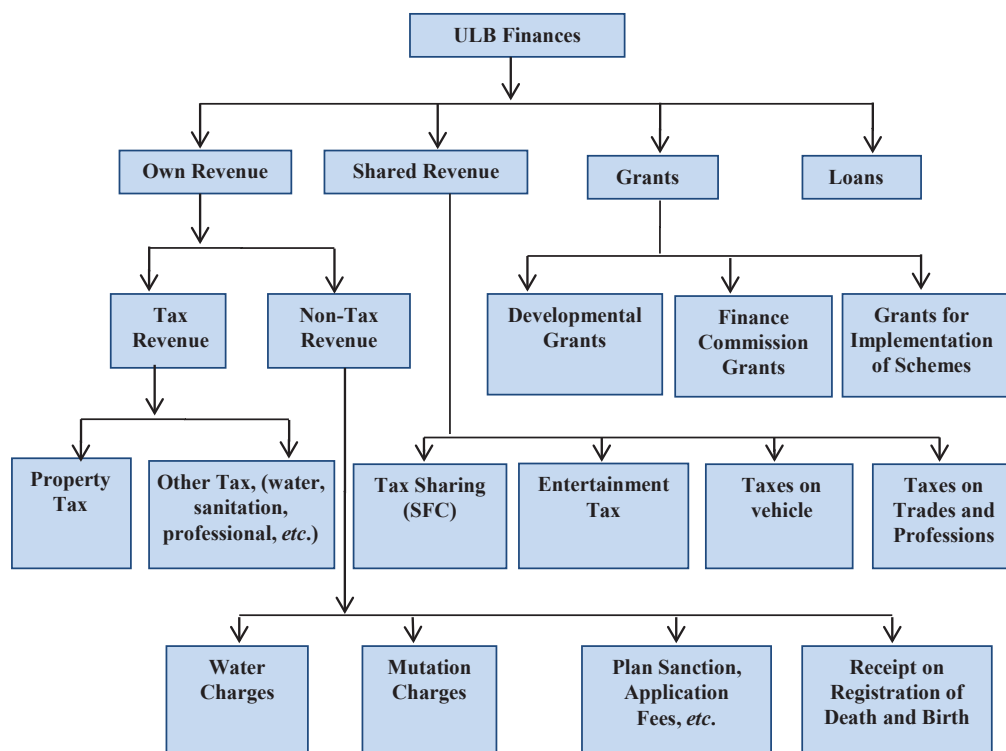 ULB Finances
Own Revenue
Shared Revenue
Grants
Loans
Tax
Revenue
Non-Tax
Revenue
Developmental
Grants
Finance
Commission
Grants
Grants for
Implementation
of Schemes
Property
Tax
Other Tax, (water,
sanitation,
professional, etc.)
Tax Sharing
(SFC)
Entertainment
Tax
Taxes on
vehicle
Taxes on
Trades and
Professions
Water
Charges
Mutation
Charges
Plan Sanction,
Application
Fees, etc.
Receipt on
Registration of
Death and Birth